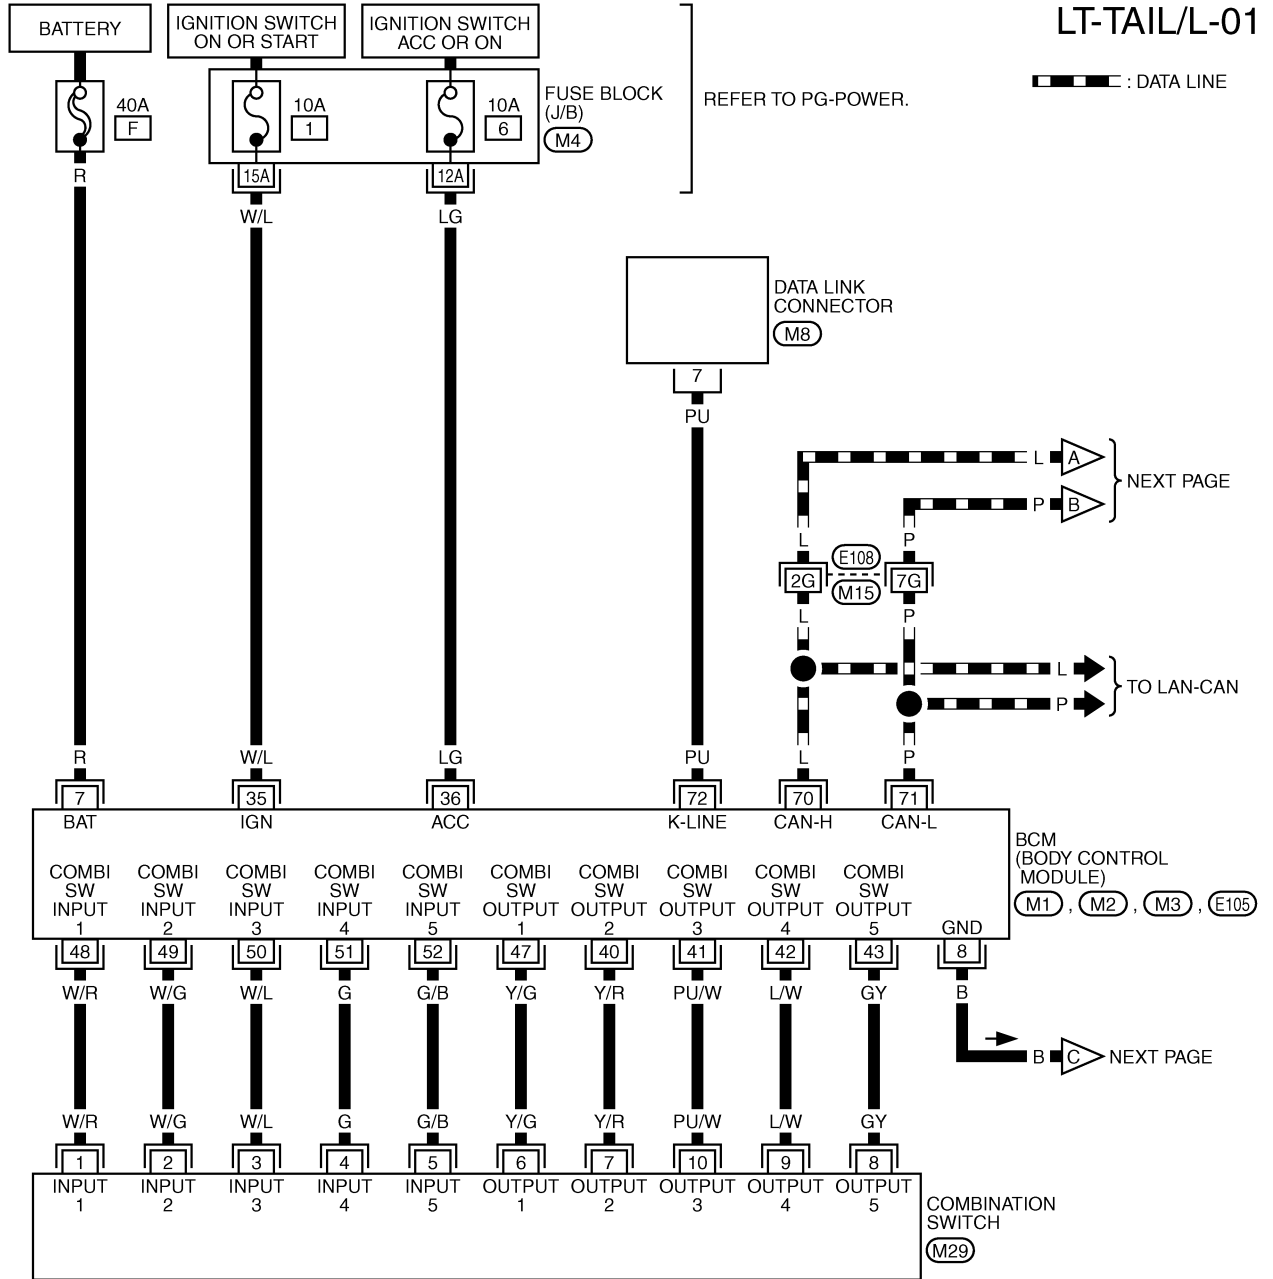 LT-TAIL/L-01
BATTERY
IGNITION SWITCH
ON OR START
IGNITION SWITCH
ACC OR ON
: DATA LINE
40A
F
10A
1
10A
6
FUSE BLOCK
(J/B)
M4
REFER TO PG-POWER.
15A
12A
R
W/L
LG
DATA LINK
CONNECTOR
M8
7
PU
L
A
P
B
NEXT PAGE
L
P
2G
E108
M15
7G
L
P
L
P
TO LAN-CAN
R
W/L
LG
PU
L
P
7
35
36
72
70
71
BAT
IGN
ACC
K-LINE
CAN-H
CAN-L
BCM
(BODY CONTROL
MODULE)
M1 , M2 , M3 , E105
COMBI
SW
INPUT
1
COMBI
SW
INPUT
2
COMBI
SW
INPUT
3
COMBI
SW
INPUT
4
COMBI
SW
INPUT
5
COMBI
SW
OUTPUT
1
COMBI
SW
OUTPUT
2
COMBI
SW
OUTPUT
3
COMBI
SW
OUTPUT
4
COMBI
SW
OUTPUT
5
GND
48
49
50
51
52
47
40
41
42
43
8
W/R
W/G
W/L
G
G/B
Y/G
Y/R
PU/W
L/W
GY
B
B
C
NEXT PAGE
W/R
W/G
W/L
G
G/B
Y/G
Y/R
PU/W
L/W
GY
1
2
3
4
5
6
7
10
9
8
INPUT
1
INPUT
2
INPUT
3
INPUT
4
INPUT
5
OUTPUT
1
OUTPUT
2
OUTPUT
3
OUTPUT
4
OUTPUT
5
COMBINATION
SWITCH
M29